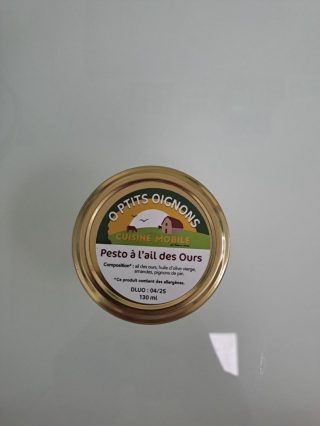 O PTITS OIGNONS
CUISINE MOBILE
Pesto à l'ail des Ours
Composition* : ail des ours, huile d'olive vierge,
amandes, pignons de pin.
*Ce produit contient des allergènes.
DLUO : 04/25
130 ml